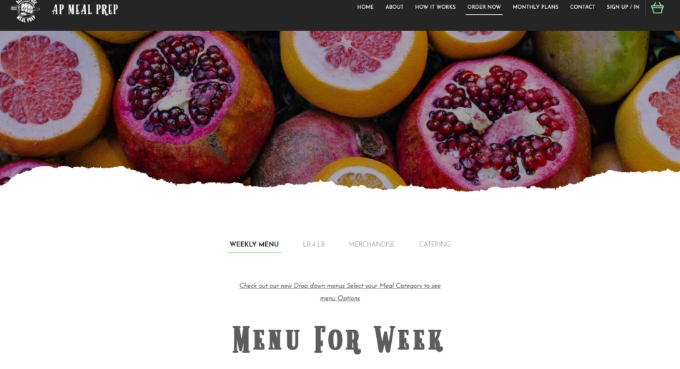 AP MEAL PREP
HOME ABOUT HOW IT WORKS ORDER NOW MONTHLY PLANS CONTACT SIGN UP / IN
WEEKLY MENU LB 4 LB MERCHANDISE CATERING
Check out our new Drop down menus Select your Meal Category to see
menu Options
Menu For Week